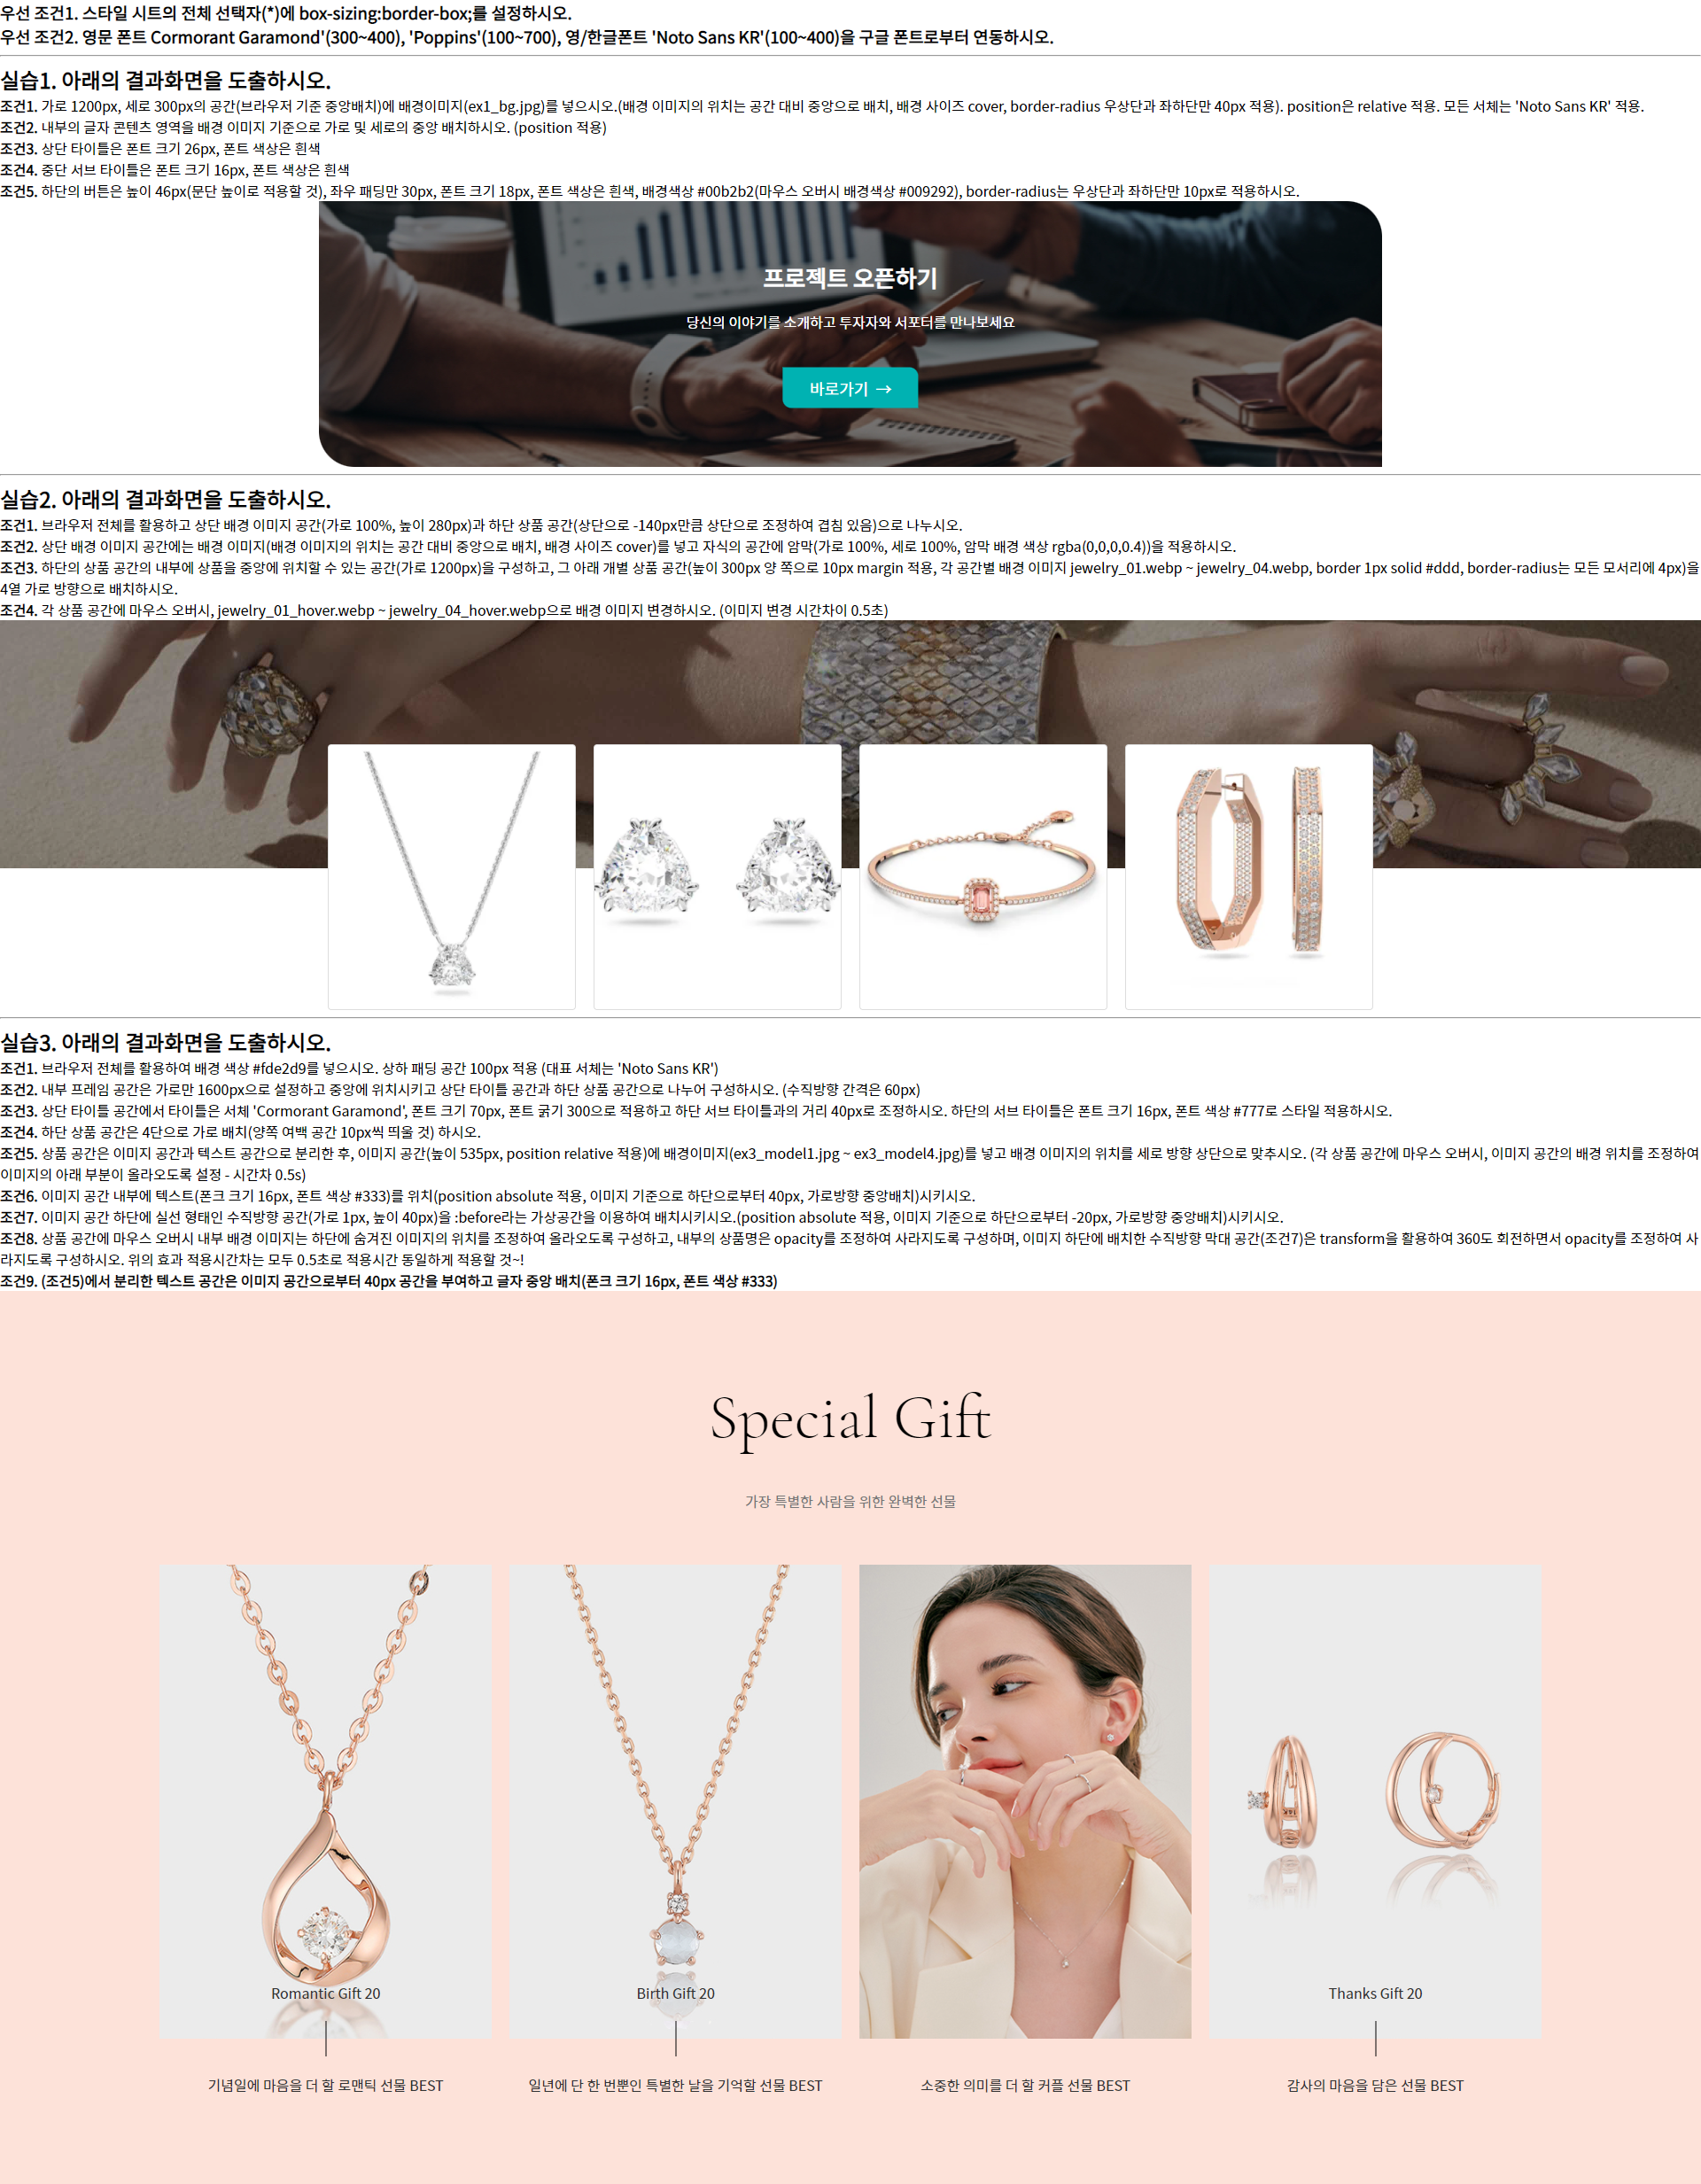 우선 조건1. 스타일 시트의 전체 선택자(*)에 box-sizing:border-box;를 설정하시오.
우선 조건2. 영문 폰트 Cormorant Garamond'(300~400), 'Poppins'(100~700), 영/한글폰트 'Noto Sans KR'(100~400)을 구글 폰트로부터 연동하시오.
실습1. 아래의 결과화면을 도출하시오.
조건1. 가로 1200px, 세로 300px의 공간(브라우저 기준 중앙배치)에 배경이미지(ex1_bg.jpg)를 넣으시오.(배경 이미지의 위치는 공간 대비 중앙으로 배치, 배경 사이즈 cover, border-radius 우상단과 좌하단만 40px 적용). position은 relative 적용. 모든 서체는 'Noto Sans KR' 적용.
조건2. 내부의 글자 콘텐츠 영역을 배경 이미지 기준으로 가로 및 세로의 중앙 배치하시오. (position 적용)
조건3. 상단 타이틀은 폰트 크기 26px, 폰트 색상은 흰색
조건4. 중단 서브 타이틀은 폰트 크기 16px, 폰트 색상은 흰색
조건5. 하단의 버튼은 높이 46px(문단 높이로 적용할 것), 좌우 패딩만 30px, 폰트 크기 18px, 폰트 색상은 흰색, 배경색상 #00b2b2(마우스 오버시 배경색상 #009292), border-radius는 우상단과 좌하단만 10px로 적용하시오.
프로젝트 오픈하기
당신의 이야기를 소개하고 투자자와 서포터를 만나보세요
바로가기 →
실습2. 아래의 결과화면을 도출하시오.
조건1. 브라우저 전체를 활용하고 상단 배경 이미지 공간(가로 100%, 높이 280px)과 하단 상품 공간(상단으로 -140px만큼 상단으로 조정하여 겹침 있음)으로 나누시오.
조건2. 상단 배경 이미지 공간에는 배경 이미지(배경 이미지의 위치는 공간 대비 중앙으로 배치, 배경 사이즈 cover)를 넣고 자식의 공간에 암막(가로 100%, 세로 100%, 암막 배경 색상 rgba(0,0,0,0.4))을 적용하시오.
조건3. 하단의 상품 공간의 내부에 상품을 중앙에 위치할 수 있는 공간(가로 1200px)을 구성하고, 그 아래 개별 상품 공간(높이 300px 양 쪽으로 10px margin 적용, 각 공간별 배경 이미지 jewelry_01.webp ~ jewelry_04.webp, border 1px solid #ddd, border-radius는 모든 모서리에 4px)을
4열 가로 방향으로 배치하시오.
조건4. 각 상품 공간에 마우스 오버시, jewelry_01_hover.webp ~ jewelry_04_hover.webp으로 배경 이미지 변경하시오. (이미지 변경 시간차이 0.5초)
실습3. 아래의 결과화면을 도출하시오.
조건1. 브라우저 전체를 활용하여 배경 색상 #fde2d9를 넣으시오. 상하 패딩 공간 100px 적용 (대표 서체는 'Noto Sans KR')
조건2. 내부 프레임 공간은 가로만 1600px으로 설정하고 중앙에 위치시키고 상단 타이틀 공간과 하단 상품 공간으로 나누어 구성하시오. (수직방향 간격은 60px)
조건3. 상단 타이틀 공간에서 타이틀은 서체 'Cormorant Garamond', 폰트 크기 70px, 폰트 굵기 300으로 적용하고 하단 서브 타이틀과의 거리 40px로 조정하시오. 하단의 서브 타이틀은 폰트 크기 16px, 폰트 색상 #777로 스타일 적용하시오.
조건4. 하단 상품 공간은 4단으로 가로 배치(양쪽 여백 공간 10px씩 띄울 것) 하시오.
조건5. 상품 공간은 이미지 공간과 텍스트 공간으로 분리한 후, 이미지 공간(높이 535px, position relative 적용)에 배경이미지(ex3_model1.jpg ~ ex3_model4.jpg)를 넣고 배경 이미지의 위치를 세로 방향 상단으로 맞추시오. (각 상품 공간에 마우스 오버시, 이미지 공간의 배경 위치를 조정하여
이미지의 아래 부분이 올라오도록 설정 - 시간차 0.5s)
조건6. 이미지 공간 내부에 텍스트(폰크 크기 16px, 폰트 색상 #333)를 위치(position absolute 적용, 이미지 기준으로 하단으로부터 40px, 가로방향 중앙배치)시키시오.
조건7. 이미지 공간 하단에 실선 형태인 수직방향 공간(가로 1px, 높이 40px)을 :before라는 가상공간을 이용하여 배치시키시오.(position absolute 적용, 이미지 기준으로 하단으로부터 -20px, 가로방향 중앙배치)시키시오.
조건8. 상품 공간에 마우스 오버시 내부 배경 이미지는 하단에 숨겨진 이미지의 위치를 조정하여 올라오도록 구성하고, 내부의 상품명은 opacity를 조정하여 사라지도록 구성하며, 이미지 하단에 배치한 수직방향 막대 공간(조건7)은 transform을 활용하여 360도 회전하면서 opacity를 조정하여 사
라지도록 구성하시오. 위의 효과 적용시간차는 모두 0.5초로 적용시간 동일하게 적용할 것~!
조건9. (조건5)에서 분리한 텍스트 공간은 이미지 공간으로부터 40px 공간을 부여하고 글자 중앙 배치(폰크 크기 16px, 폰트 색상 #333)
Special Gift
가장 특별한 사람을 위한 완벽한 선물
Romantic Gift 20
Birth Gift 20
Thanks Gift 20
기념일에 마음을 더 할 로맨틱 선물 BEST
일년에 단 한 번뿐인 특별한 날을 기억할 선물 BEST
소중한 의미를 더 할 커플 선물 BEST
감사의 마음을 담은 선물 BEST